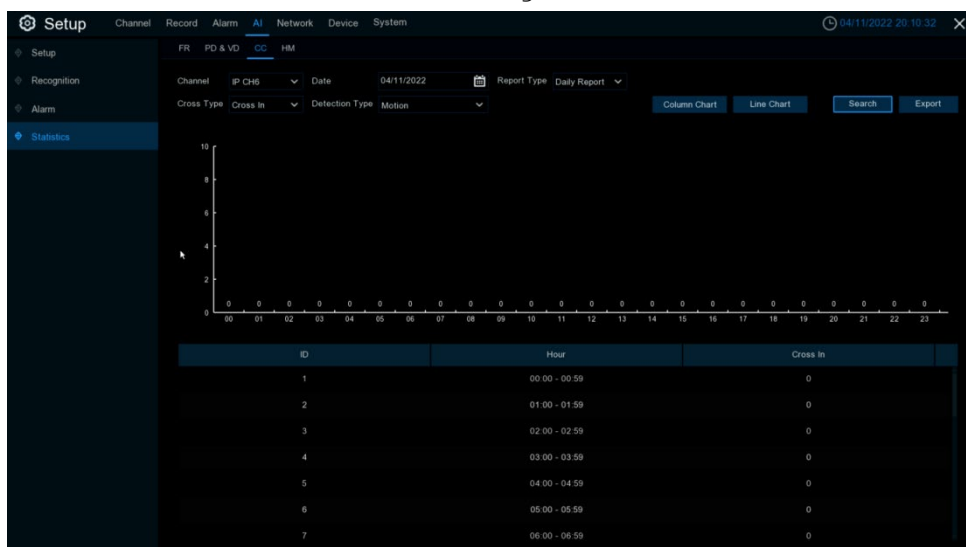 Setup Channel Record Alarm AI Network Device System 04/11/2022 20:10:32
Setup
Recognition
Alarm
Statistics
FR PD & VD CC HM
Channel IP CH6 Date 04/11/2022 Report Type Daily Report
Cross Type Cross In Detection Type Motion Column Chart Line Chart Search Export
10
8
6
4
2
0
0 0 0 0 0 0 0 0 0 0 0 0 0 0 0 0 0 0 0 0 0 0 0 0
00 01 02 03 04 05 06 07 08 09 10 11 12 13 14 15 16 17 18 19 20 21 22 23
ID Hour Cross In
1 00:00 - 00:59 0
2 01:00 - 01:59 0
3 02:00 - 02:59 0
4 03:00 - 03:59 0
5 04:00 - 04:59 0
6 05:00 - 05:59 0
7 06:00 - 06:59 0